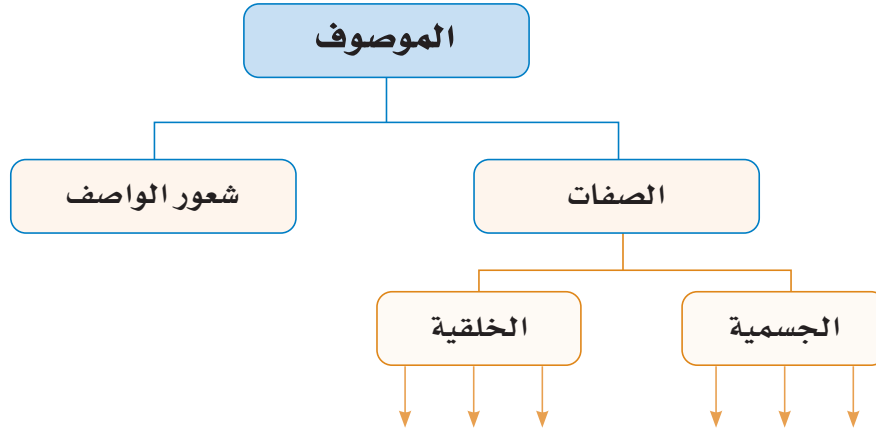 الموصوف
الصفات
شعور الواصف
الجسمية
الخلقية